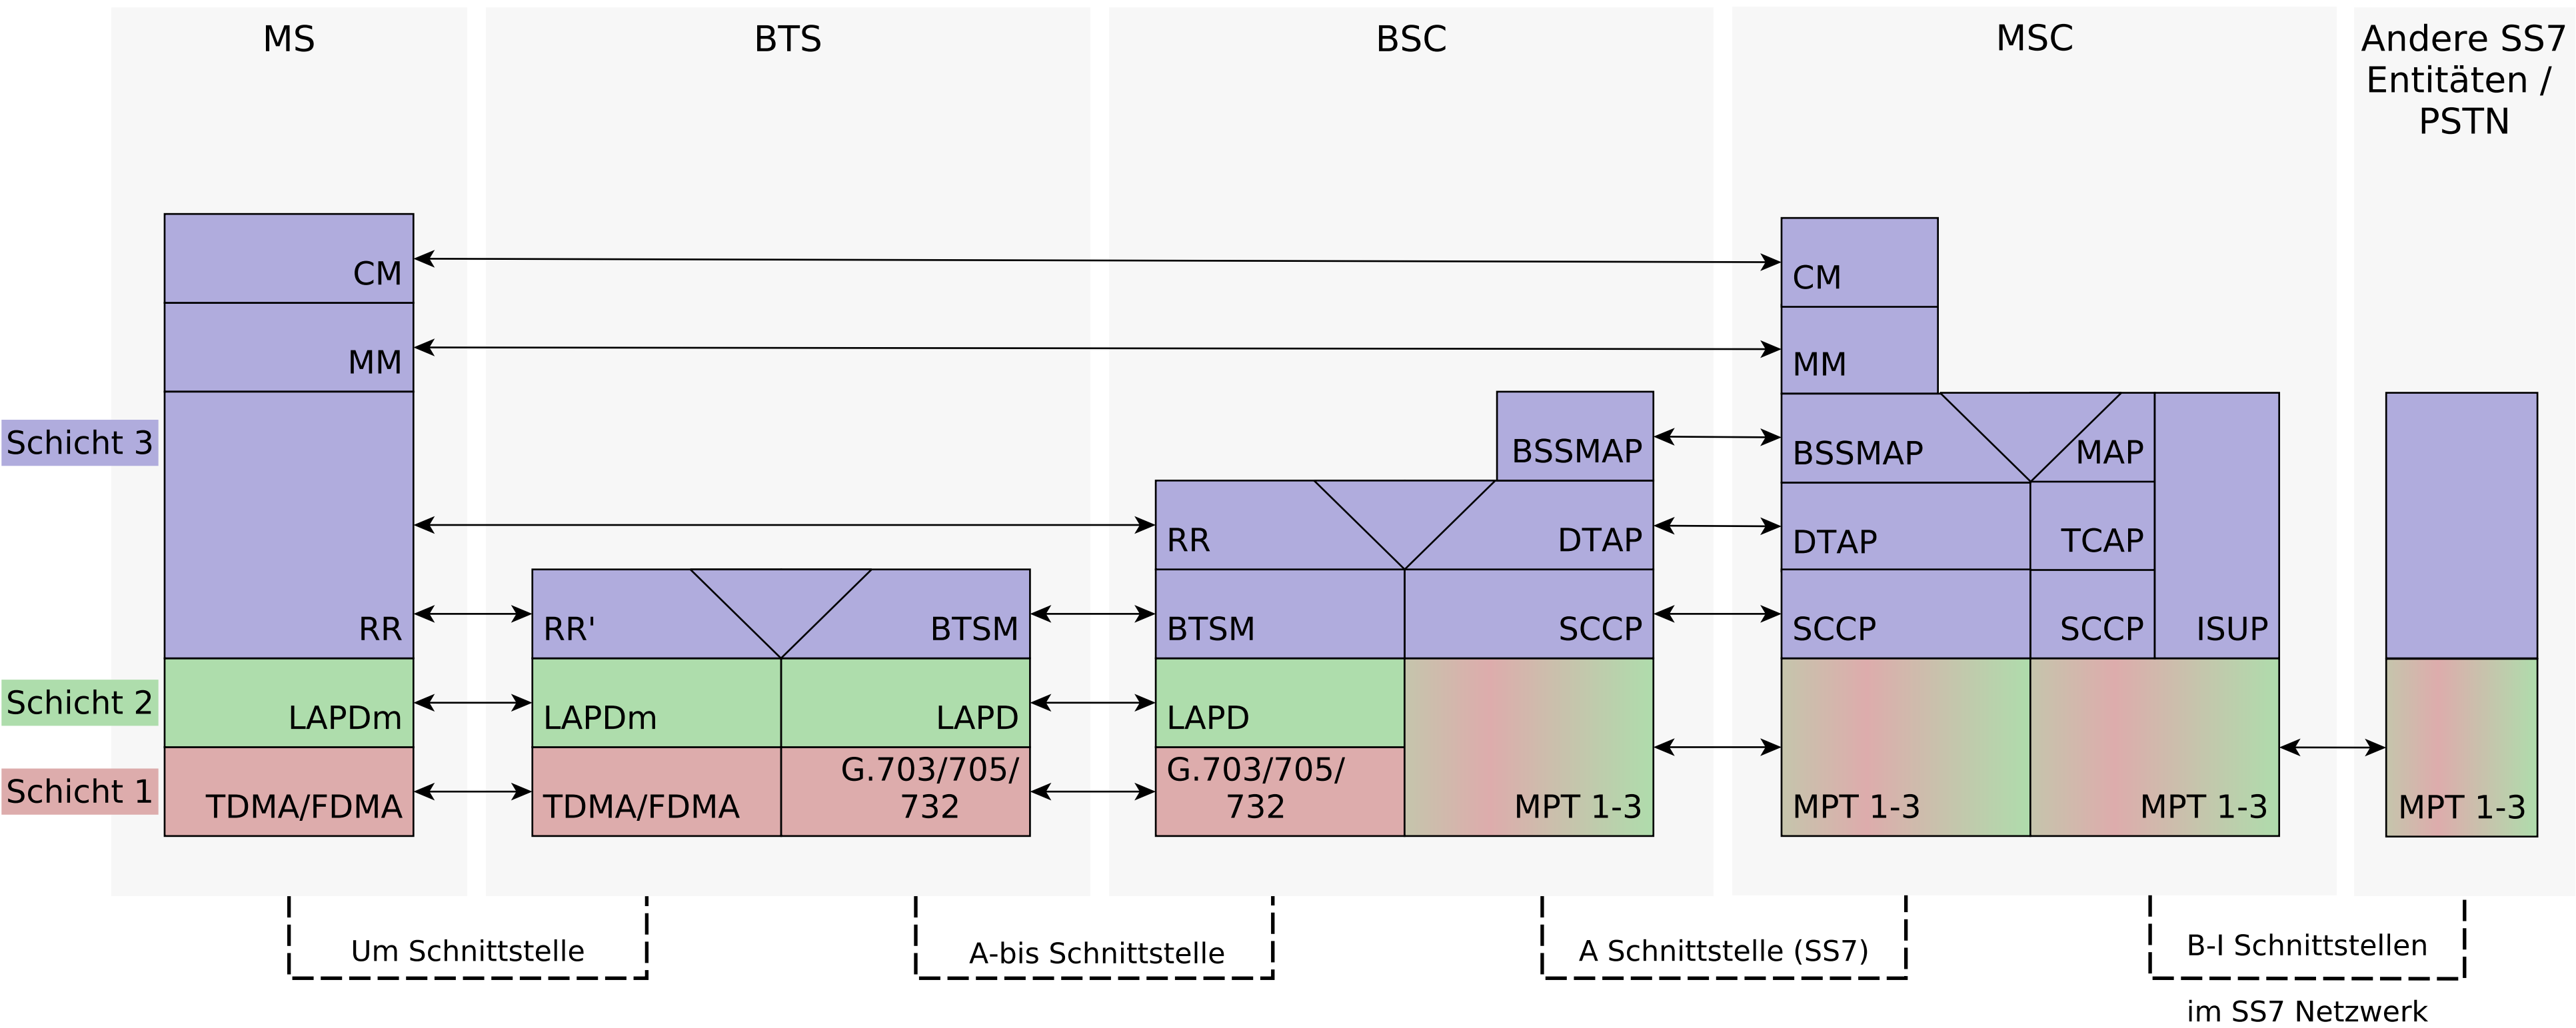 MS
BTS
BSC
MSC
Andere SS7
Entitäten /
PSTN
Schicht 3
Schicht 2
Schicht 1
CM
MM
RR
LAPDm
TDMA/FDMA
RR'
BTSM
LAPDm
LAPD
TDMA/FDMA
G.703/705/
732
BSSMAP
RR
DTAP
BTSM
SCCP
LAPD
G.703/705/
732
MPT 1-3
CM
MM
BSSMAP
MAP
DTAP
TCAP
SCCP
SCCP
ISUP
MPT 1-3
MPT 1-3
MPT 1-3
Um Schnittstelle
A-bis Schnittstelle
A Schnittstelle (SS7)
B-I Schnittstellen
im SS7 Netzwerk